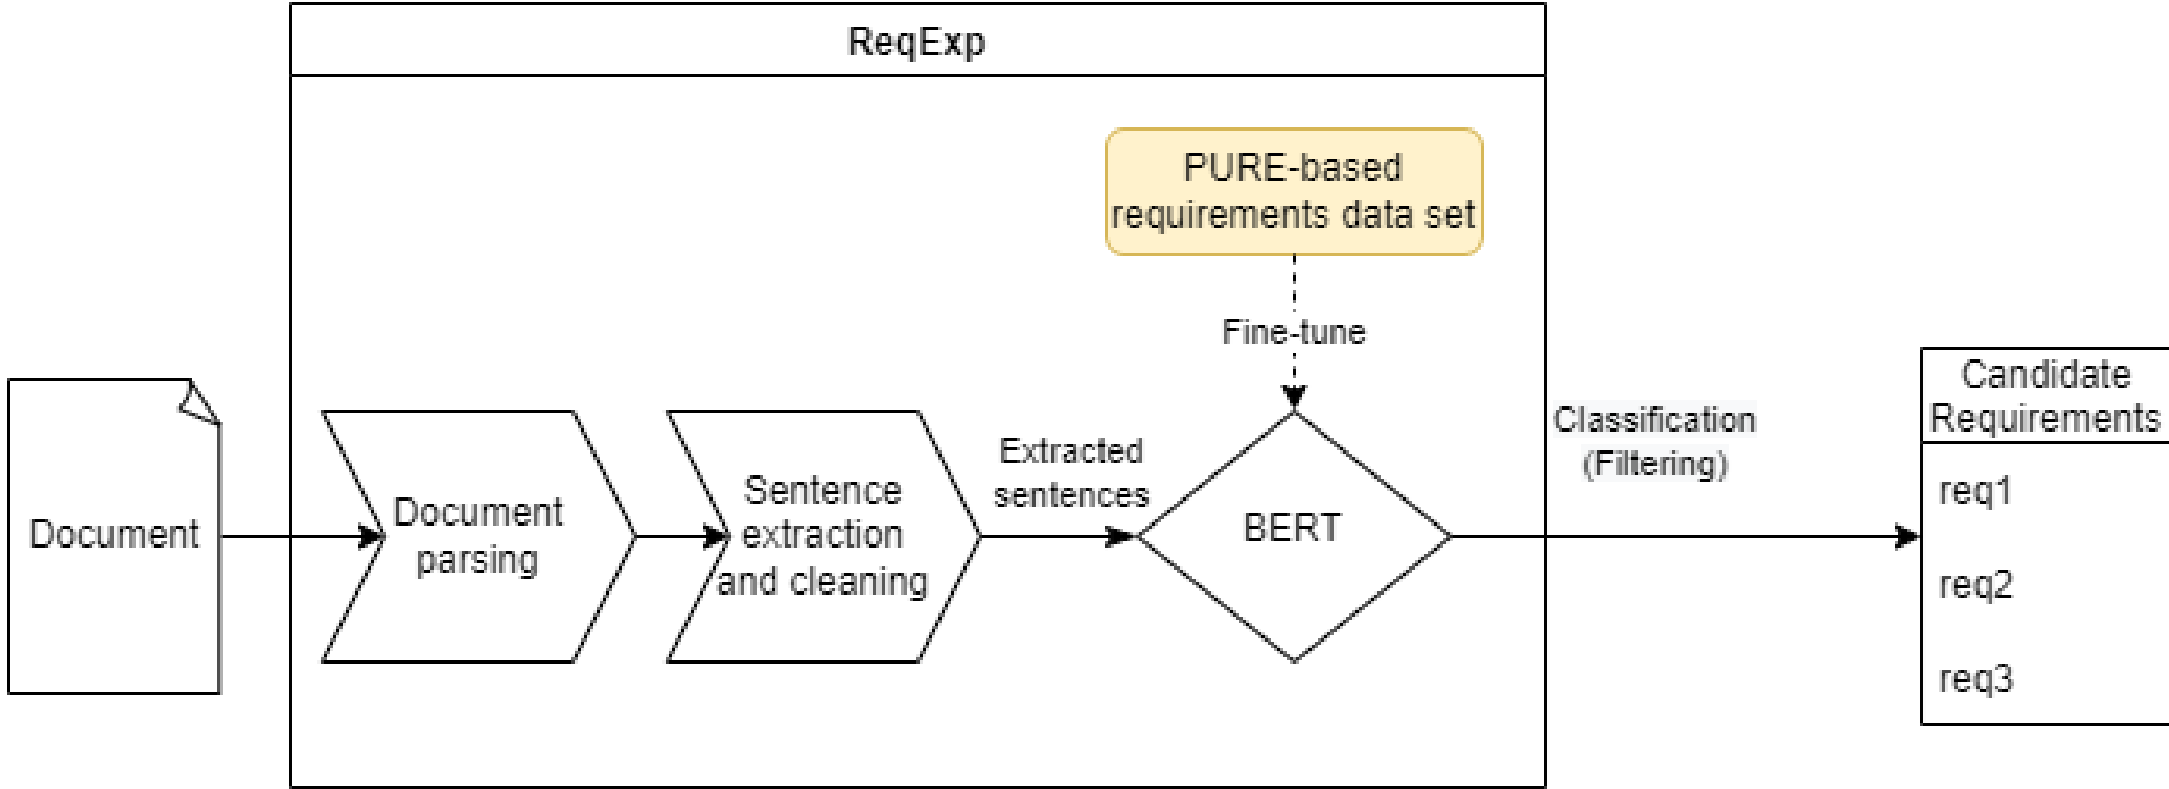 ReqExp
PURE-based
requirements data set
Fine-tune
Document
Document
parsing
Sentence
extraction
and cleaning
Extracted
sentences
BERT
Classification
(Filtering)
Candidate
Requirements
req1
req2
req3